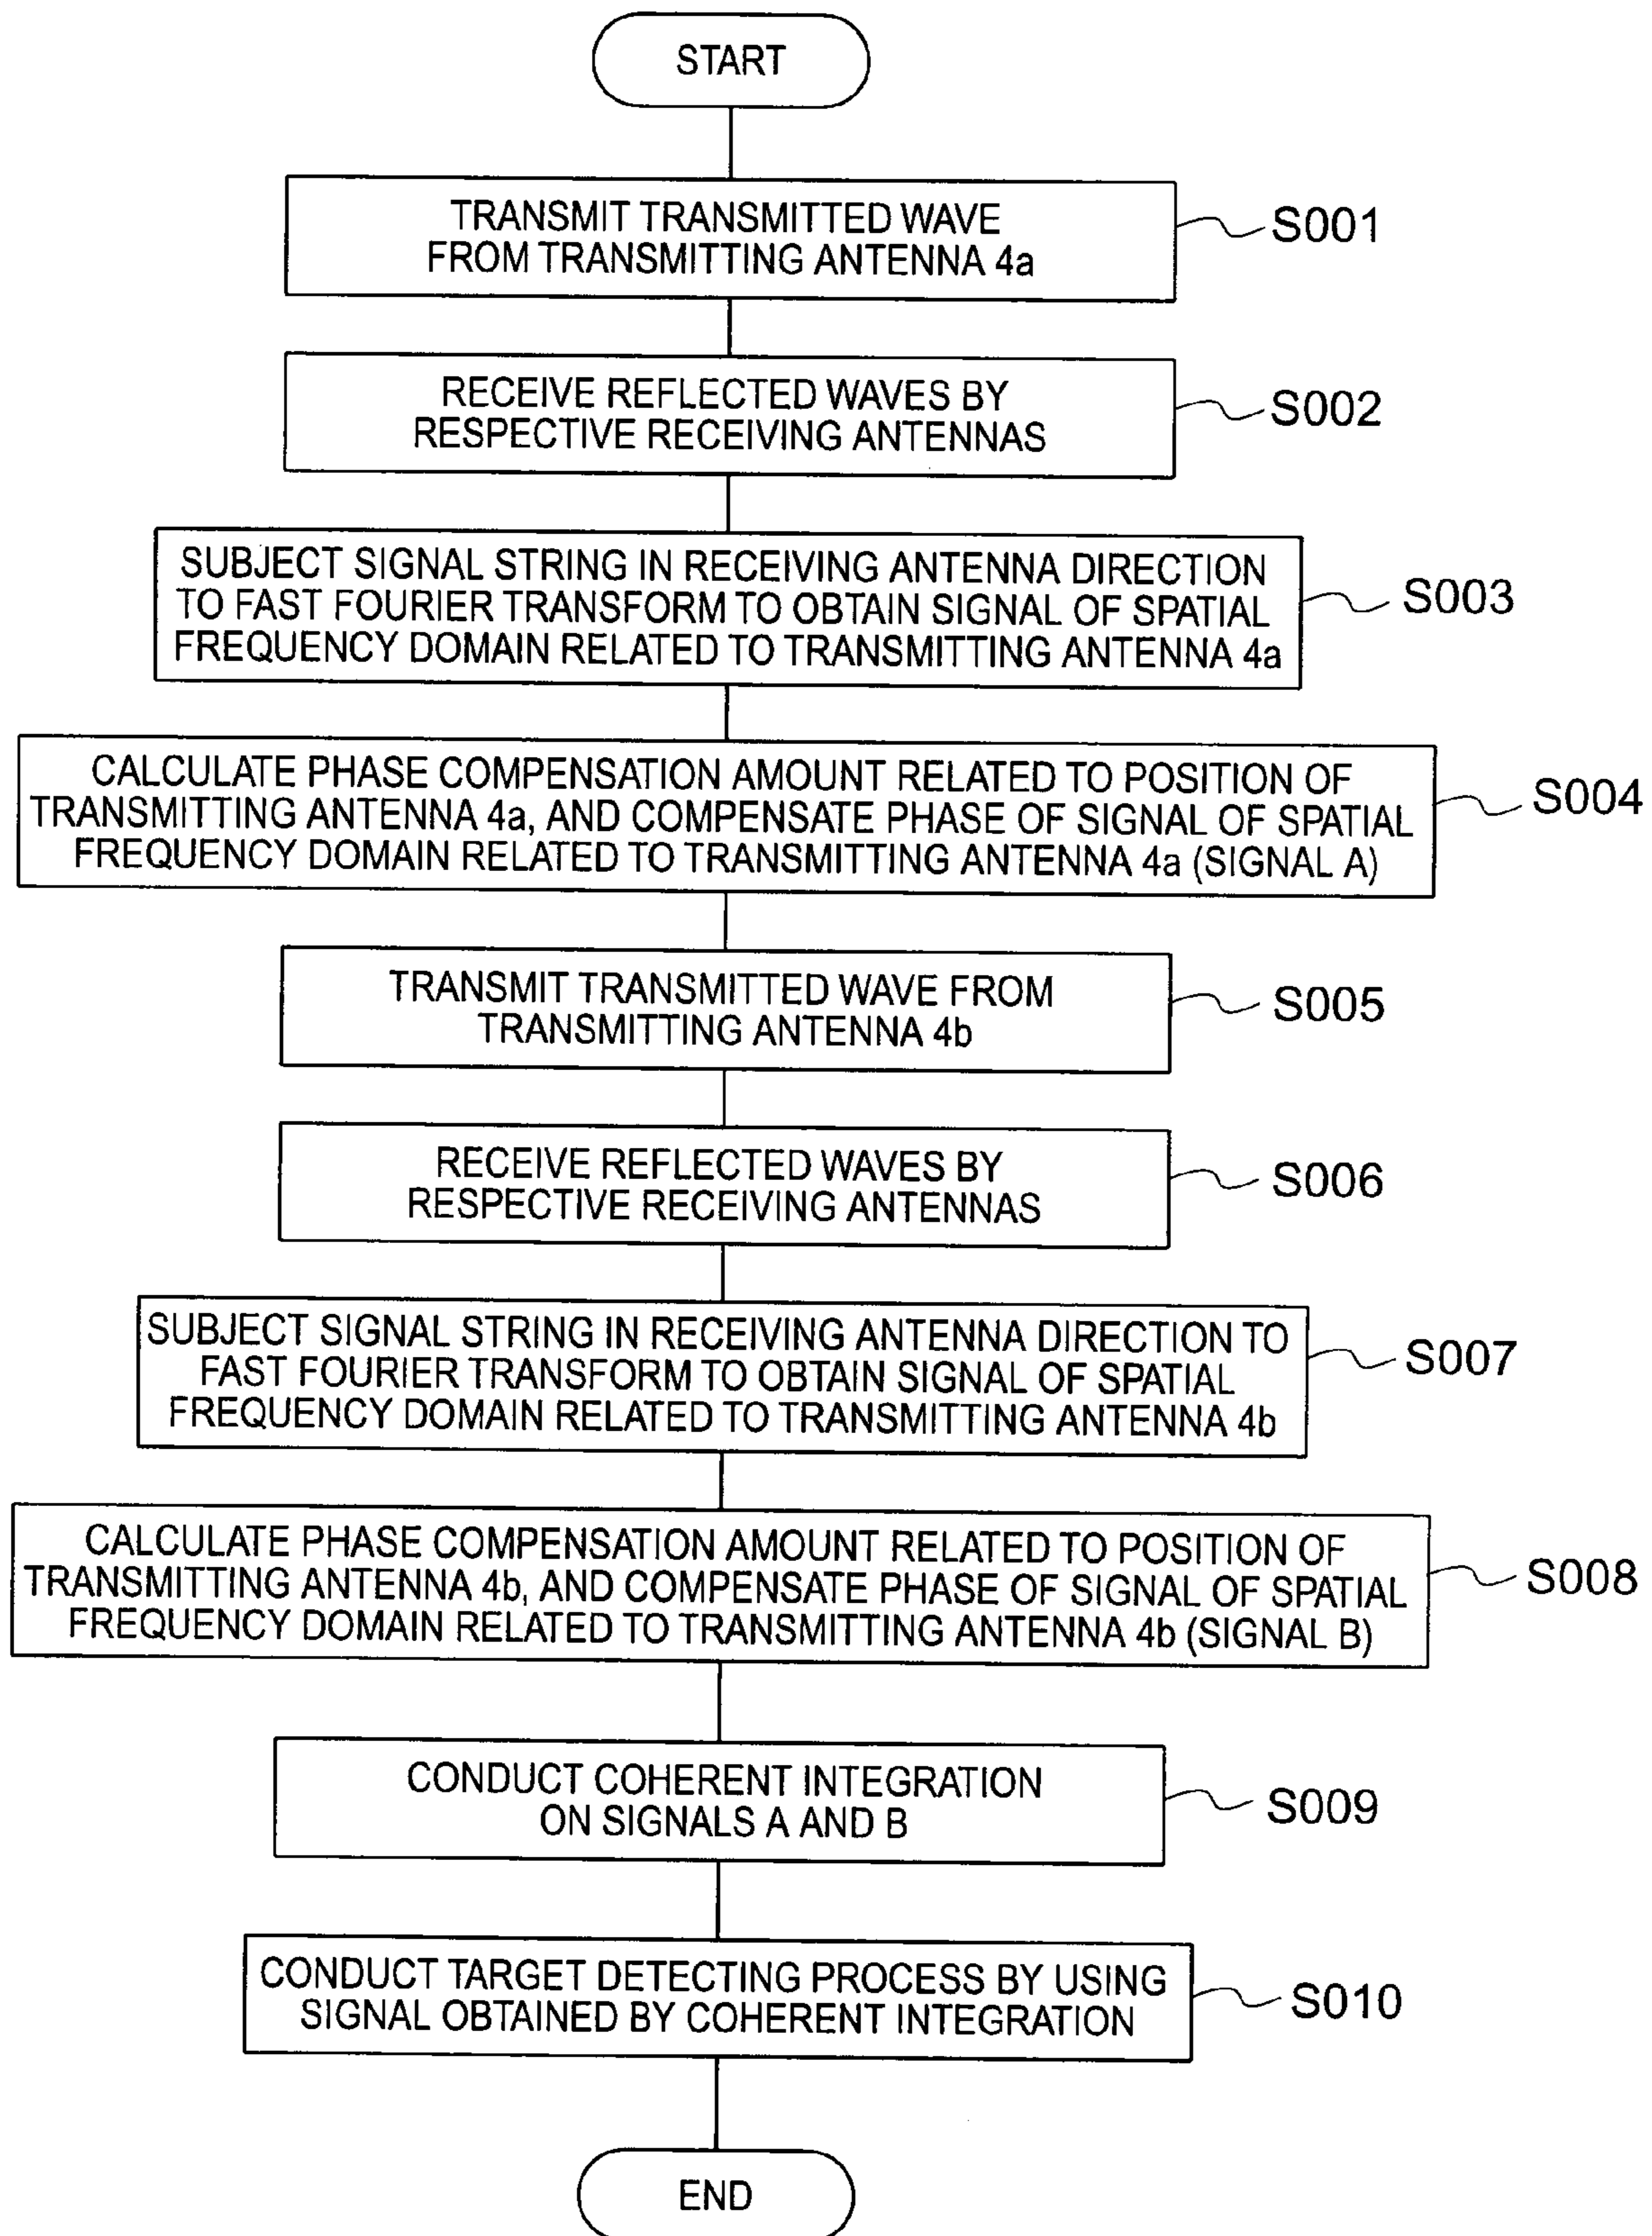 START
TRANSMIT TRANSMITTED WAVE
FROM TRANSMITTING ANTENNA 4a
S001
RECEIVE REFLECTED WAVES BY
RESPECTIVE RECEIVING ANTENNAS
S002
SUBJECT SIGNAL STRING IN RECEIVING ANTENNA DIRECTION
TO FAST FOURIER TRANSFORM TO OBTAIN SIGNAL OF SPATIAL
FREQUENCY DOMAIN RELATED TO TRANSMITTING ANTENNA 4a
S003
CALCULATE PHASE COMPENSATION AMOUNT RELATED TO POSITION OF
TRANSMITTING ANTENNA 4a, AND COMPENSATE PHASE OF SIGNAL OF SPATIAL
FREQUENCY DOMAIN RELATED TO TRANSMITTING ANTENNA 4a (SIGNAL A)
S004
TRANSMIT TRANSMITTED WAVE FROM
TRANSMITTING ANTENNA 4b
S005
RECEIVE REFLECTED WAVES BY
RESPECTIVE RECEIVING ANTENNAS
S006
SUBJECT SIGNAL STRING IN RECEIVING ANTENNA DIRECTION TO
FAST FOURIER TRANSFORM TO OBTAIN SIGNAL OF SPATIAL
FREQUENCY DOMAIN RELATED TO TRANSMITTING ANTENNA 4b
S007
CALCULATE PHASE COMPENSATION AMOUNT RELATED TO POSITION OF
TRANSMITTING ANTENNA 4b, AND COMPENSATE PHASE OF SIGNAL OF SPATIAL
FREQUENCY DOMAIN RELATED TO TRANSMITTING ANTENNA 4b (SIGNAL B)
S008
CONDUCT COHERENT INTEGRATION
ON SIGNALS A AND B
S009
CONDUCT TARGET DETECTING PROCESS BY USING
SIGNAL OBTAINED BY COHERENT INTEGRATION
S010
END